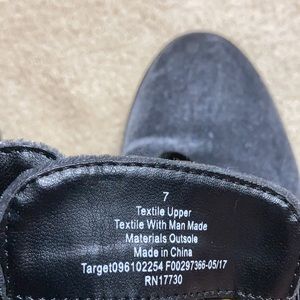 7
Textile Upper
Textile With Man Made
Materials Outsole
Made in China
Target096102254 F00297366-05/17
RN17730